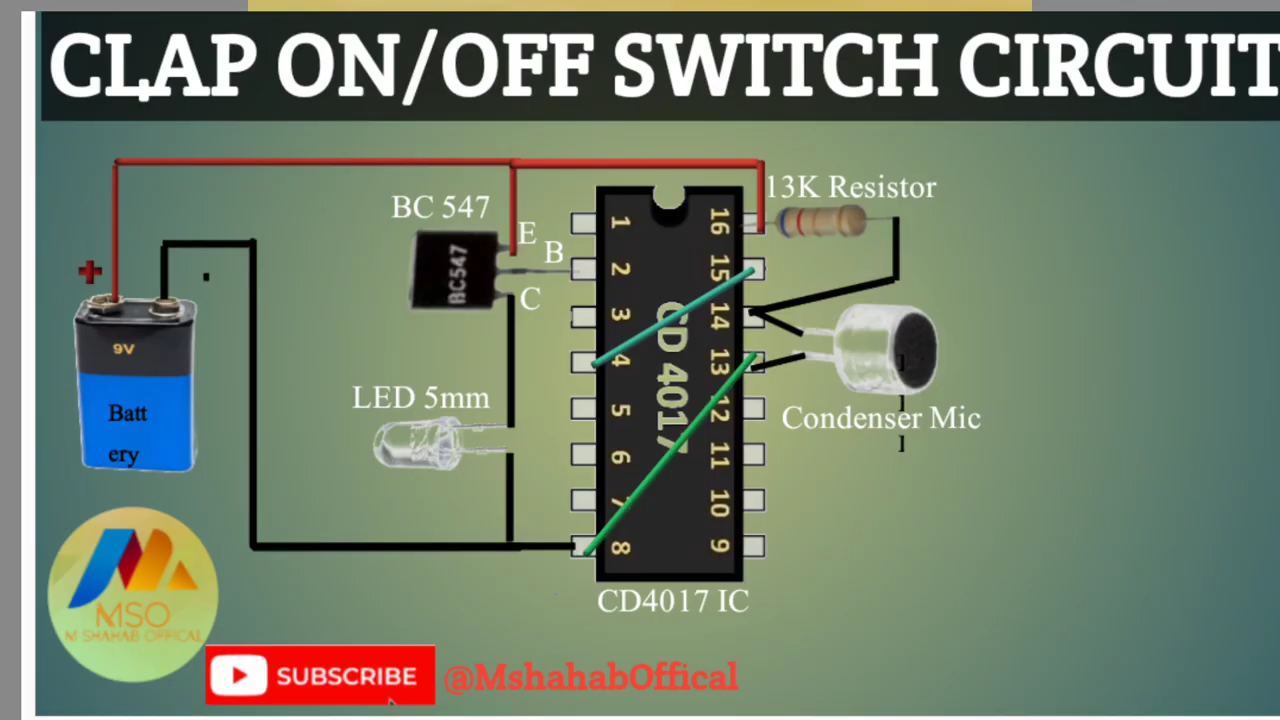 CLAP ON/OFF SWITCH CIRCUIT
13K Resistor
BC 547
E
B
C
BC547
+
9V
Batt
ery
LED 5mm
1 16
2 15
3 14
4 13
5 12
6 11
7 10
8 9
CD 4017
Condenser Mic
CD4017 IC
MSO
M SHAHAB OFFICAL
SUBSCRIBE
@MshahabOffical